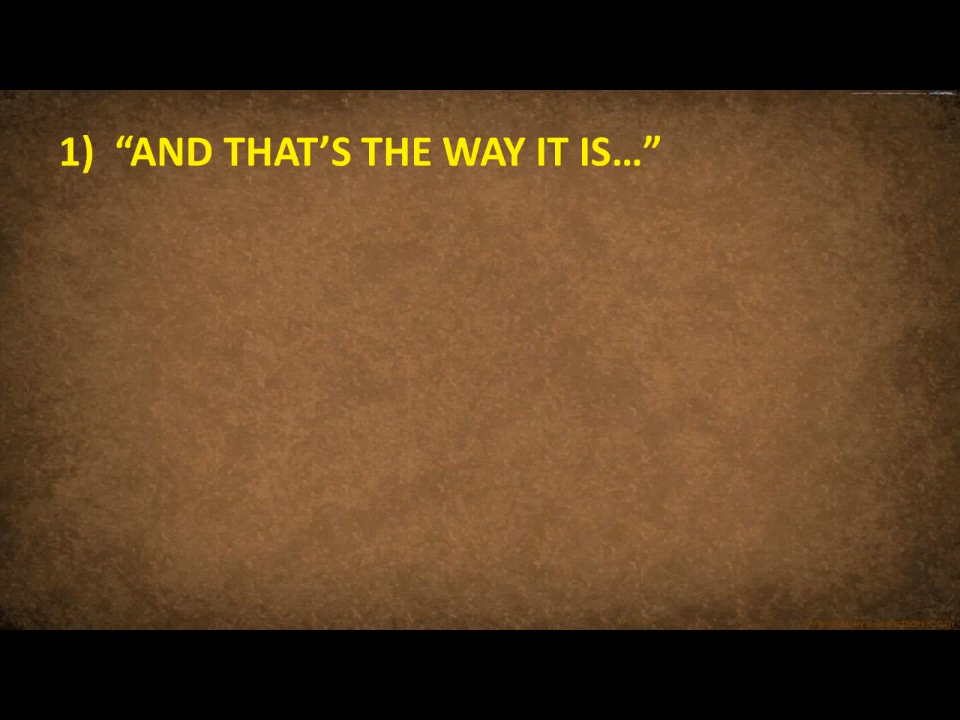 1) “AND THAT’S THE WAY IT IS…”